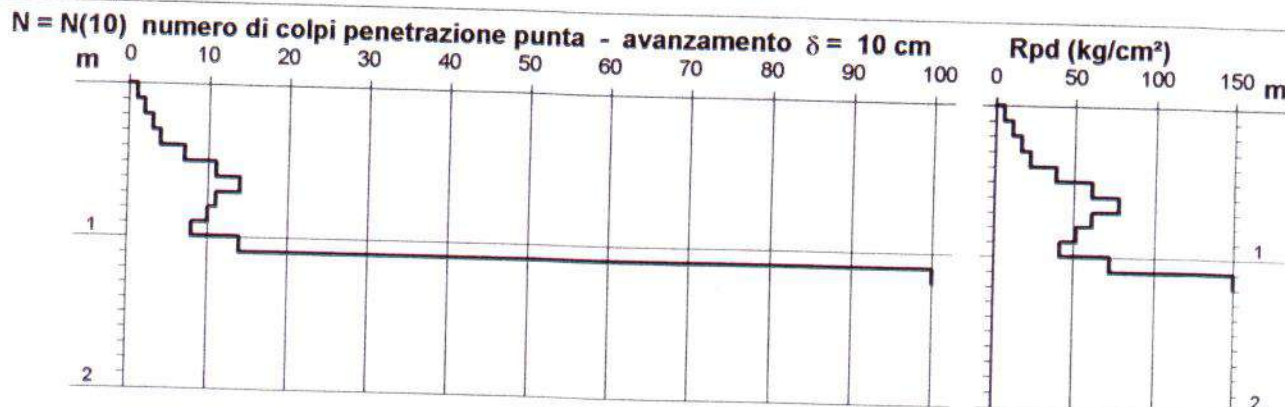 N = N(10) numero di colpi penetrazione punta - avanzamento δ = 10 cm
Rpd (kg/cm²)
m 0 10 20 30 40 50 60 70 80 90 100
0 50 100 150 m
1
1
2
2